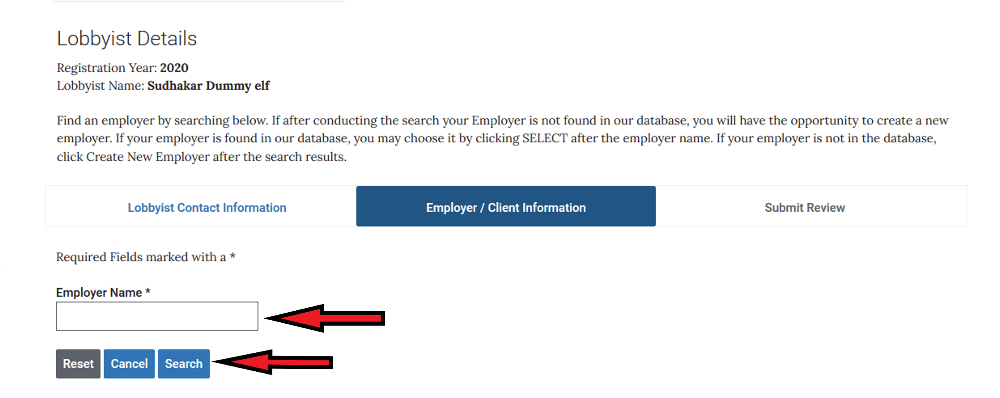 Lobbyist Details
Registration Year: 2020
Lobbyist Name: Sudhakar Dummy elf
Find an employer by searching below. If after conducting the search your Employer is not found in our database, you will have the opportunity to create a new
employer. If your employer is found in our database, you may choose it by clicking SELECT after the employer name. If your employer is not in the database,
click Create New Employer after the search results.
Lobbyist Contact Information
Employer / Client Information
Submit Review
Required Fields marked with a *
Employer Name *
Reset
Cancel
Search